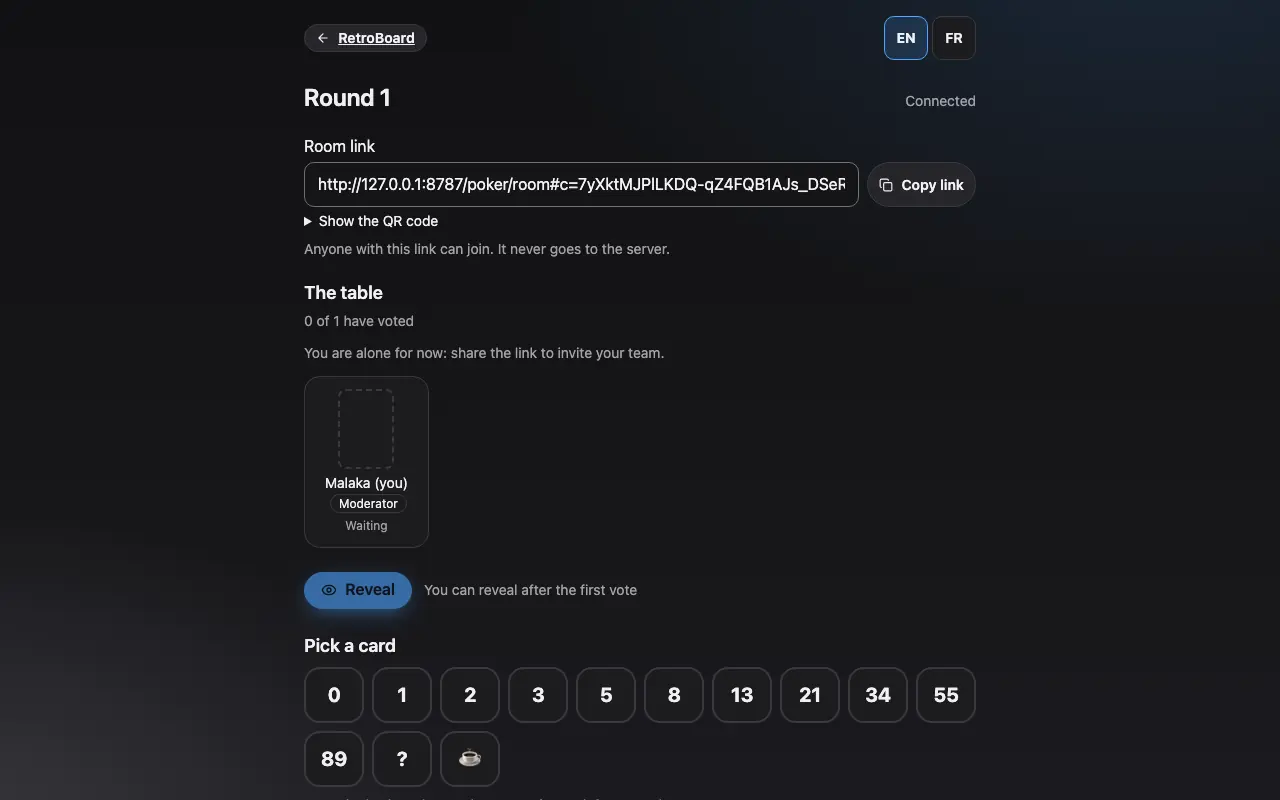 RetroBoard
EN FR
Round 1
Connected
Room link
http://127.0.0.1:8787/poker/room#c=7yXktMJPlLKDQ-qZ4FQB1AJs_DSeR
Copy link
Show the QR code
Anyone with this link can join. It never goes to the server.
The table
0 of 1 have voted
You are alone for now: share the link to invite your team.
Malaka (you)
Moderator
Waiting
Reveal
You can reveal after the first vote
Pick a card
0 1 2 3 5 8 13 21 34 55
89 ?